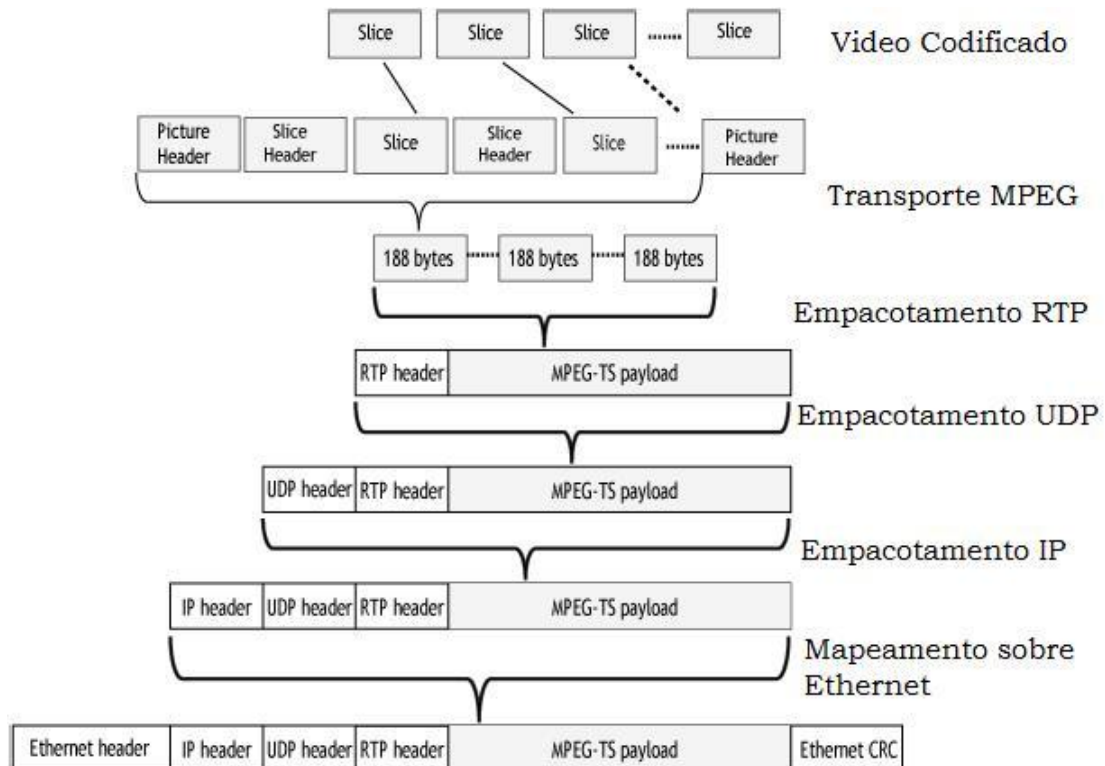 Slice Slice Slice Slice
Video Codificado
Picture Header Slice Header Slice Slice Header Slice Picture Header
Transporte MPEG
188 bytes 188 bytes 188 bytes
Empacotamento RTP
RTP header MPEG-TS payload
Empacotamento UDP
UDP header RTP header MPEG-TS payload
Empacotamento IP
IP header UDP header RTP header MPEG-TS payload
Mapeamento sobre
Ethernet
Ethernet header IP header UDP header RTP header MPEG-TS payload Ethernet CRC